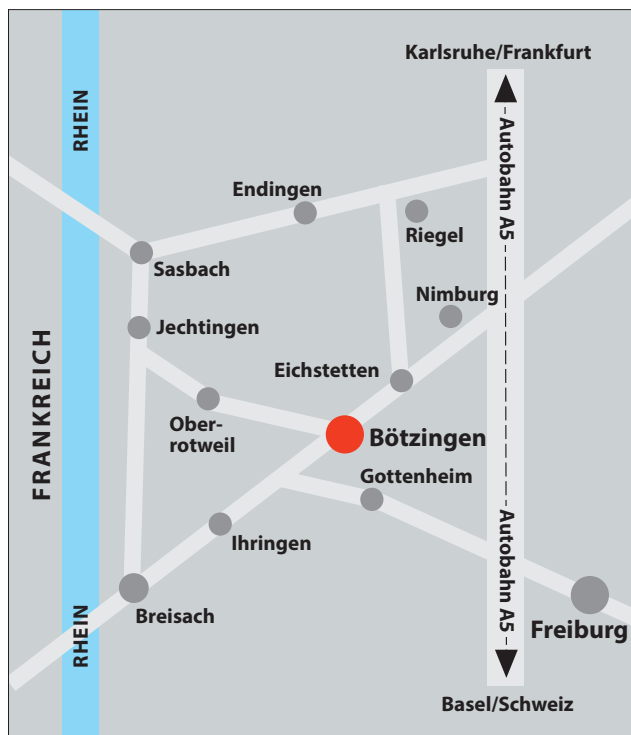 Karlsruhe/Frankfurt
RHEIN
Autobahn A5
Endingen
Riegel
Sasbach
Nimburg
Jechtingen
FRANKREICH
Eichstetten
Ober-
rotweil
Bötzingen
Gottenheim
Ihringen
Autobahn A5
Breisach
RHEIN
Freiburg
Basel/Schweiz